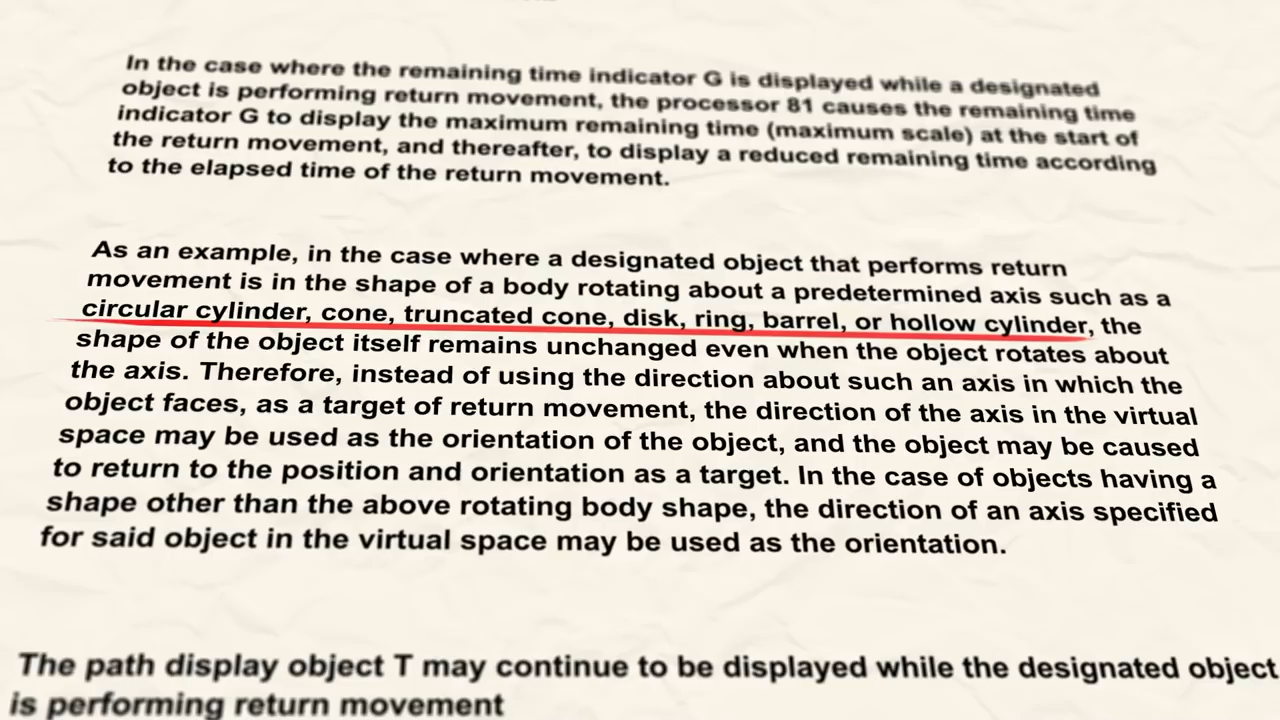 In the case where the remaining time indicator G is displayed while a designated
object is performing return movement, the processor 81 causes the remaining time
indicator G to display the maximum remaining time (maximum scale) at the start of
the return movement, and thereafter, to display a reduced remaining time according
to the elapsed time of the return movement.
As an example, in the case where a designated object that performs return
movement is in the shape of a body rotating about a predetermined axis such as a
circular cylinder, cone, truncated cone, disk, ring, barrel, or hollow cylinder, the
shape of the object itself remains unchanged even when the object rotates about
the axis. Therefore, instead of using the direction about such an axis in which the
object faces, as a target of return movement, the direction of the axis in the virtual
space may be used as the orientation of the object, and the object may be caused
to return to the position and orientation as a target. In the case of objects having a
shape other than the above rotating body shape, the direction of an axis specified
for said object in the virtual space may be used as the orientation.
The path display object T may continue to be displayed while the designated object
is performing return movement